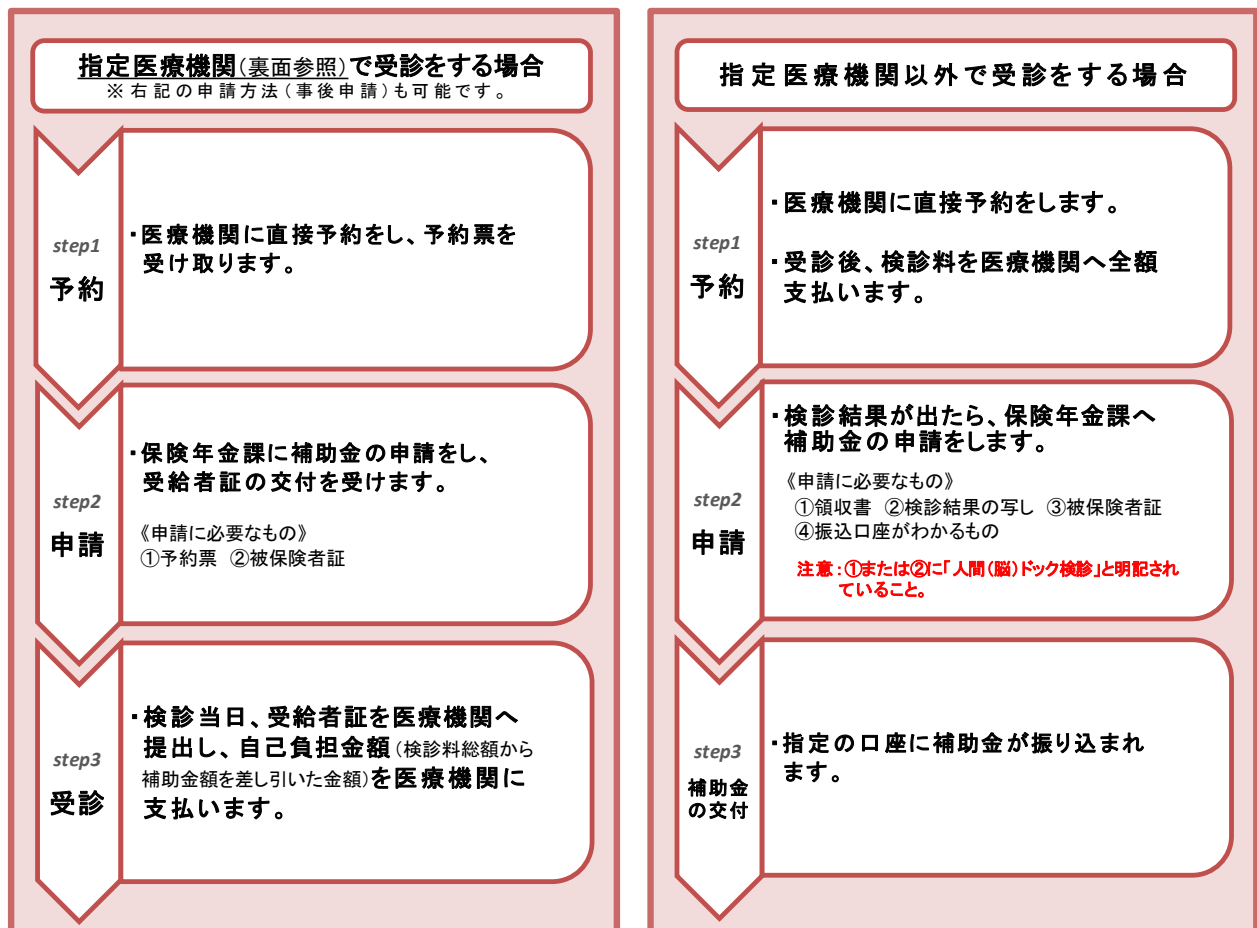 指定医療機関(裏面参照)で受診をする場合
※右記の申請方法(事後申請)も可能です。
step1
予約
・医療機関に直接予約をし、予約票を
受け取ります。
step2
申請
・保険年金課に補助金の申請をし、
受給者証の交付を受けます。
《申請に必要なもの》
①予約票 ②被保険者証
step3
受診
・検診当日、受給者証を医療機関へ
提出し、自己負担金額(検診料総額から
補助金額を差し引いた金額)を医療機関に
支払います。
指定医療機関以外で受診をする場合
step1
予約
・医療機関に直接予約をします。
・受診後、検診料を医療機関へ全額
支払います。
step2
申請
・検診結果が出たら、保険年金課へ
補助金の申請をします。
《申請に必要なもの》
①領収書 ②検診結果の写し ③被保険者証
④振込口座がわかるもの
注意:①または②に「人間(脳)ドック検診」と明記され
ていること。
step3
補助金
の交付
・指定の口座に補助金が振り込まれ
ます。